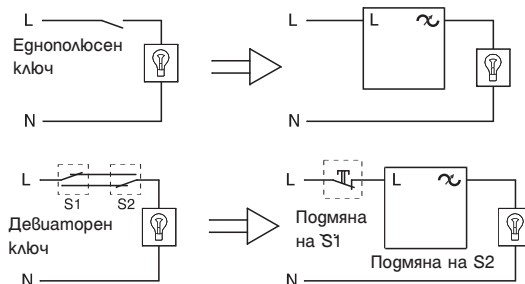 L
Еднополюсен
ключ
N
L
N
L
S1 S2
Девиаторен
ключ
N
L
L
Подмяна
на S1
Подмяна на S2
N